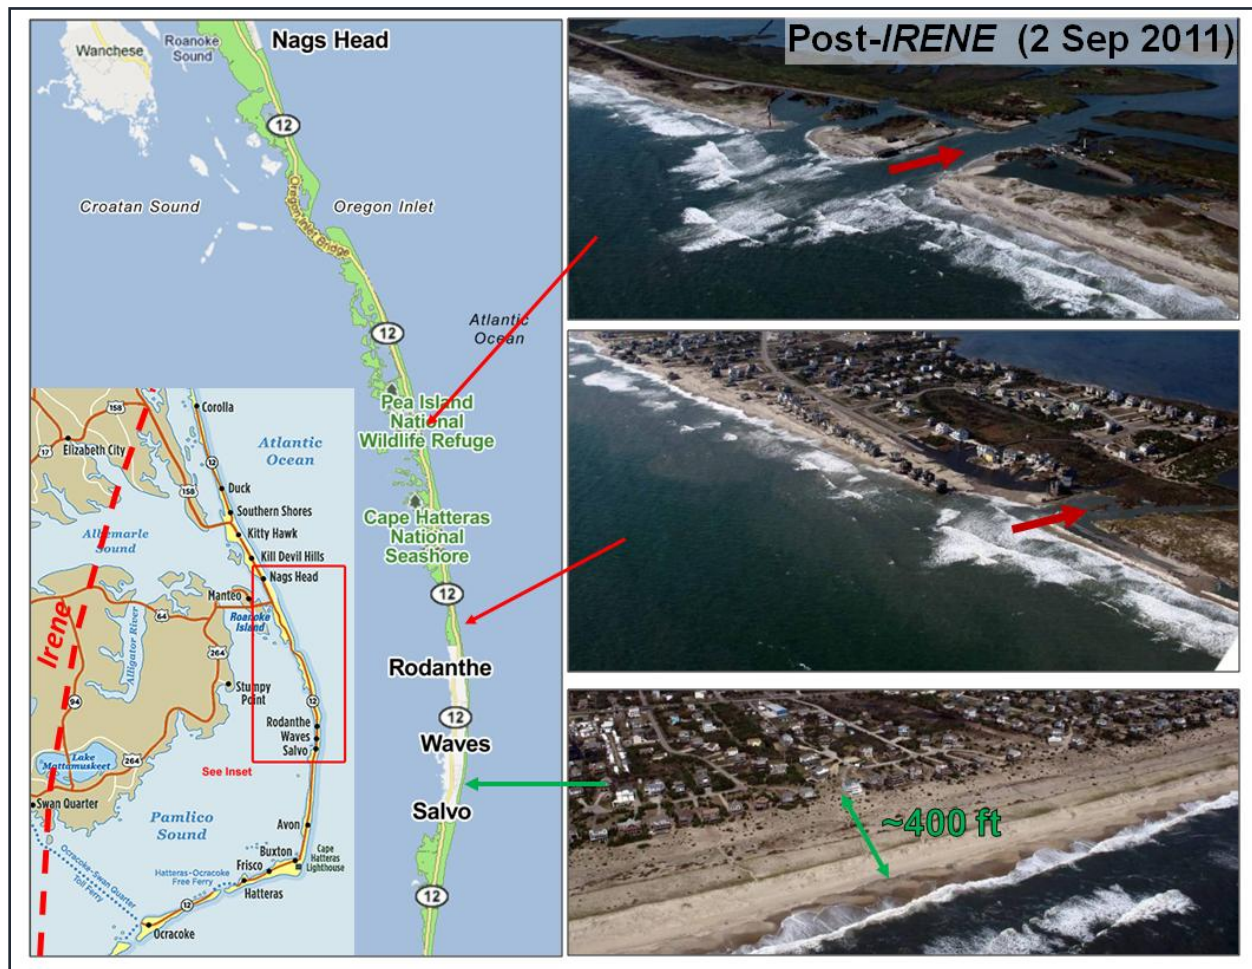 Nags Head
Wanchese
Roanoke
Sound
12
Oregon Inlet Bridge
Croatan Sound
Oregon Inlet
12
Atlantic
Ocean
Pea Island
National
Wildlife Refuge
Cape Hatteras
National
Seashore
12
Rodanthe
12
Waves
Salvo
12
158
Corolla
Elizabeth City
17
158
12
Atlantic
Ocean
Duck
Southern Shores
Kitty Hawk
Albemarle
Sound
Kill Devil Hills
Nags Head
Manteo
64
Roanoke
Island
Irene
Alligator River
264
94
Stumpy
Point
12
Rodanthe
Waves
Salvo
Lake
Mattamuskeet
264
See Inset
Swan Quarter
Pamlico
Sound
Avon
Buxton
Cape
Hatteras
Lighthouse
Frisco
Hatteras-Ocracoke
Free Ferry
Hatteras
Ocracoke-Swan Quarter
Toll Ferry
12
Ocracoke
Post-IRENE (2 Sep 2011)
~400 ft